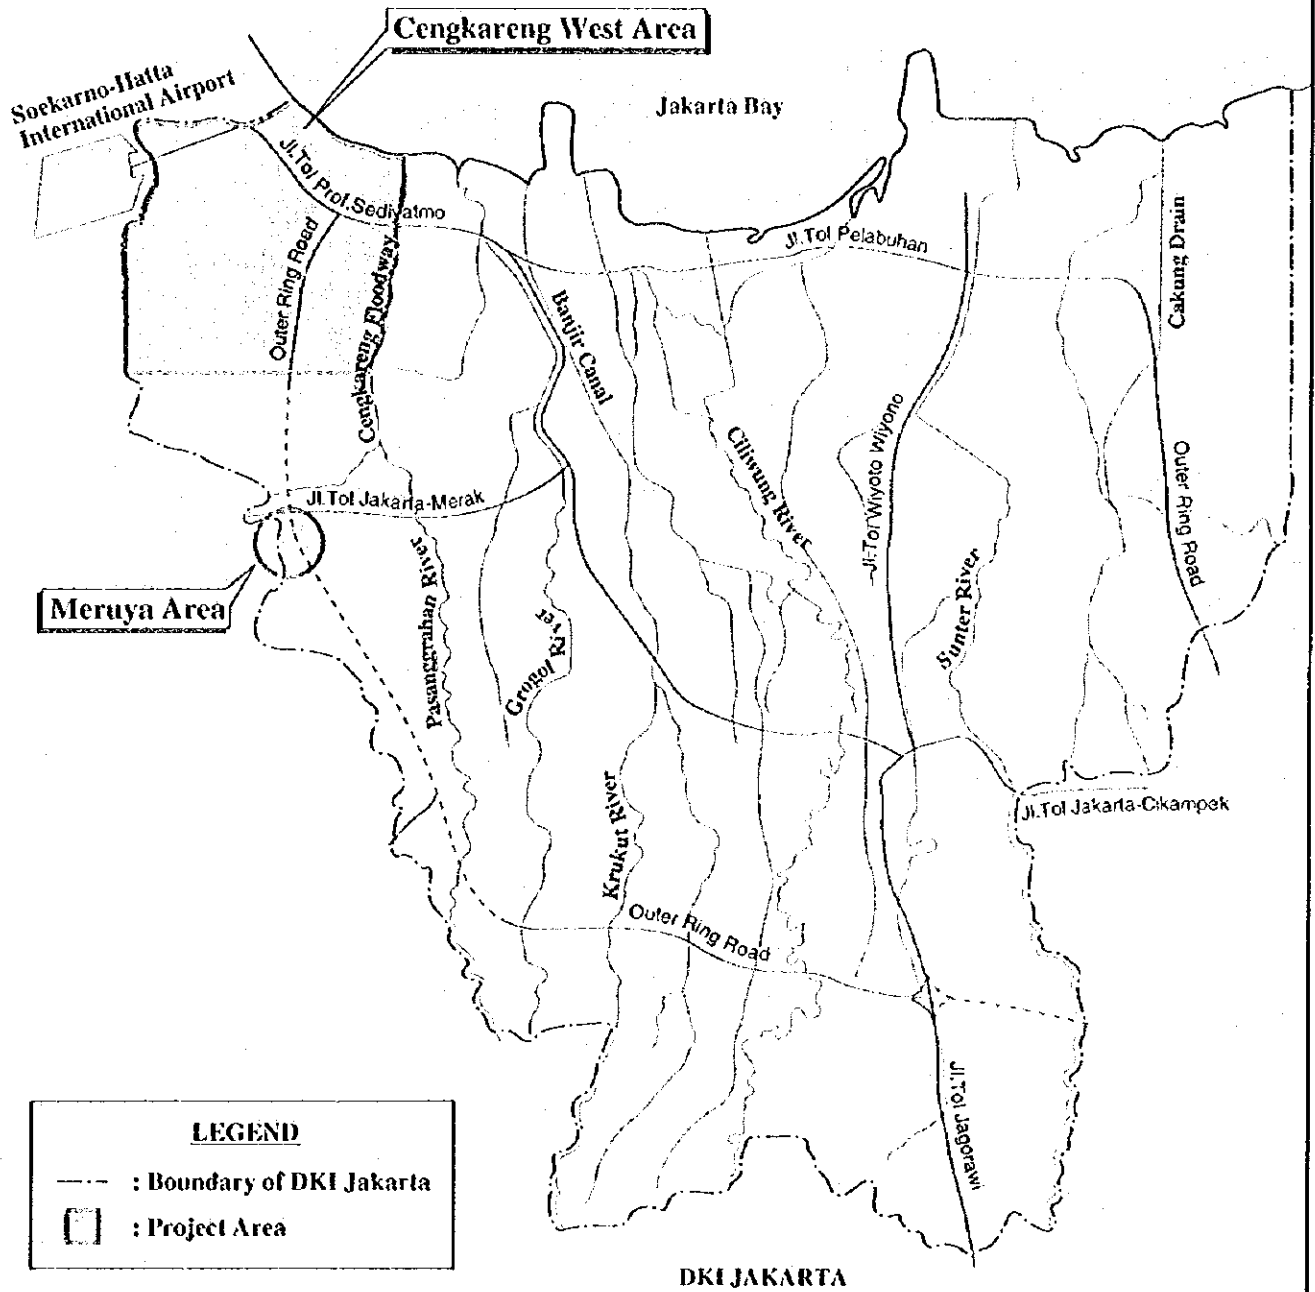 Cengkareng West Area
Soekarno-Hatta
International Airport
Jakarta Bay
Jl.Tol Prof.Sediyatmo
Outer Ring Road
Cengkareng Floodway
Jl.Tol Pelabuhan
Cakung Drain
Banjir Canal
Ciliwung River
Jl.Tol Wiyoto Wiyono
Outer Ring Road
Jl.Tol Jakarta-Merak
Meruya Area
Pasanggrahan River
Grogol River
Sunter River
Krukut River
Jl.Tol Jakarta-Cikampek
Outer Ring Road
Jl.Tol Jagorawi
LEGEND
: Boundary of DKI Jakarta
: Project Area
DKI JAKARTA